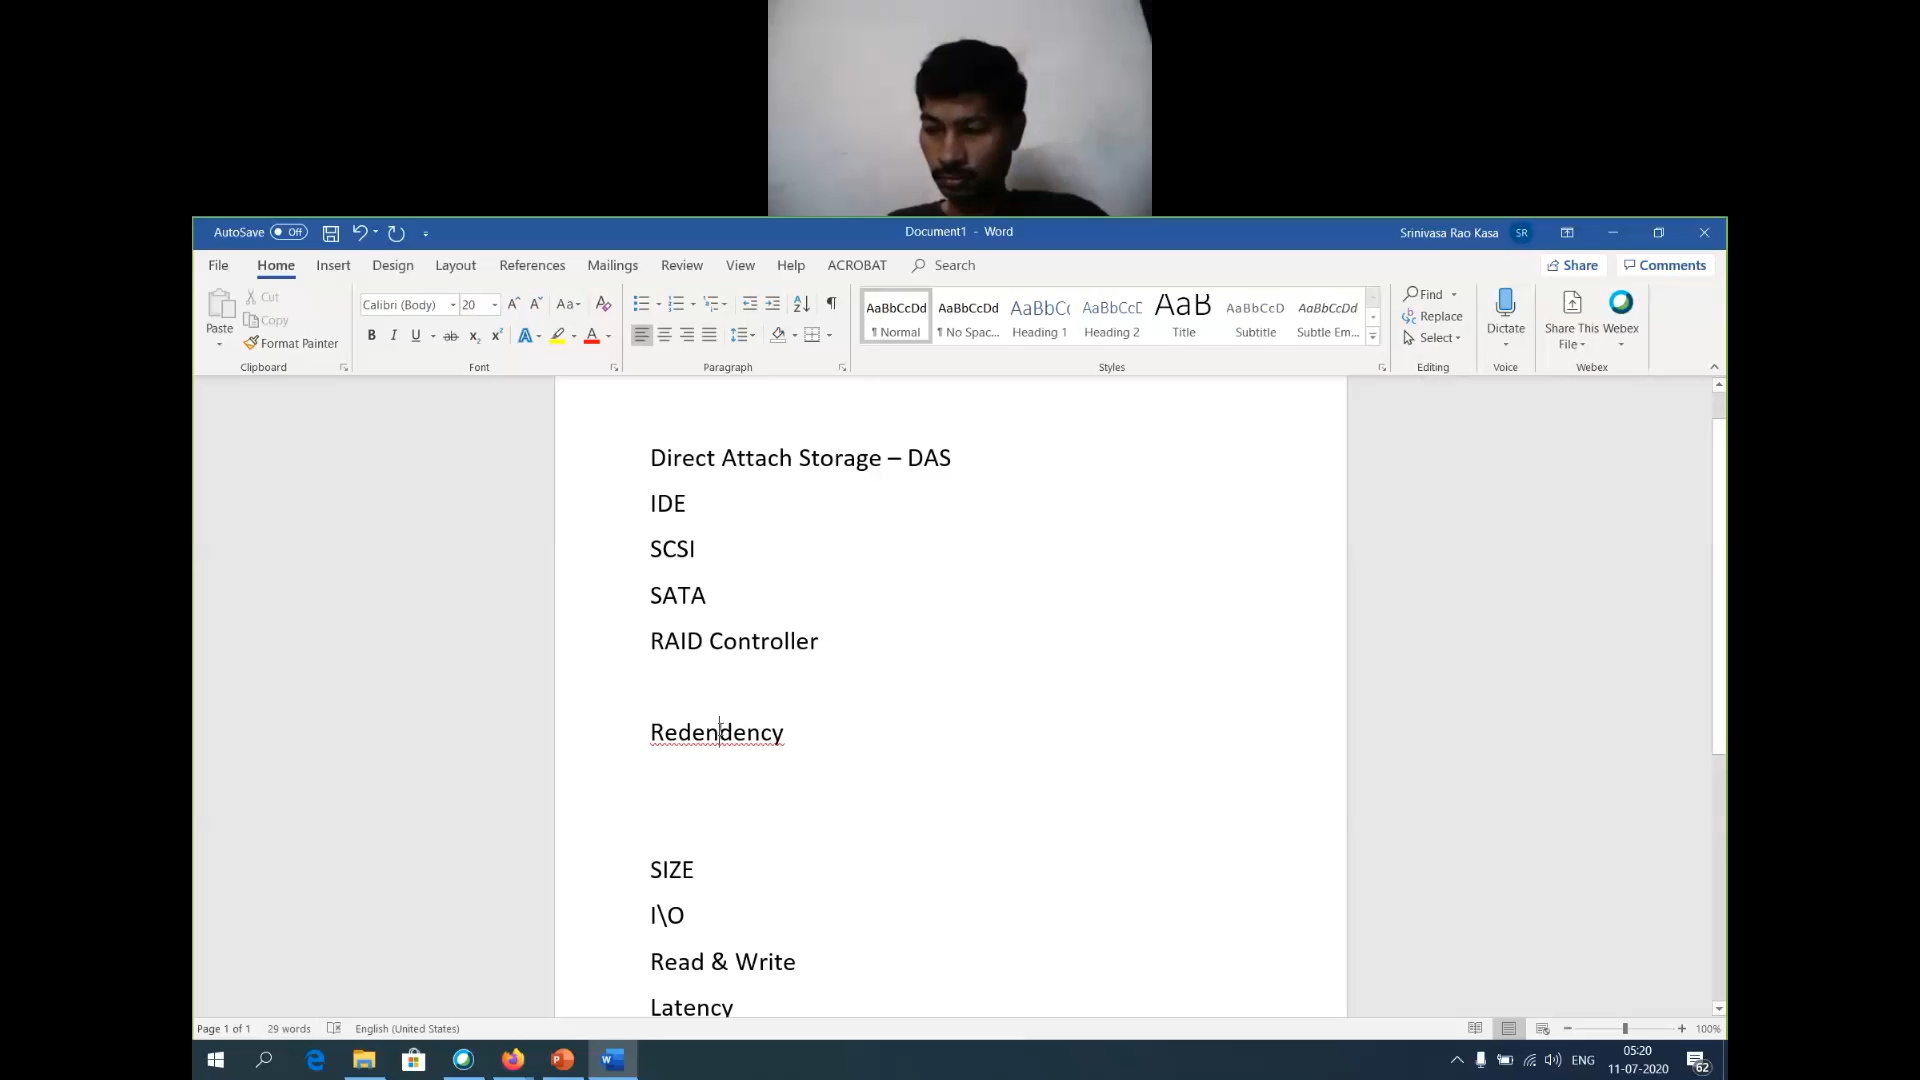 AutoSave Off
Document1 - Word
Srinivasa Rao Kasa SR
File Home Insert Design Layout References Mailings Review View Help ACROBAT Search
Share Comments
Paste
Cut
Copy
Format Painter
Clipboard
Calibri (Body) 20
Font
Paragraph
AaBbCcDd AaBbCcDd AaBbCc AaBbCcD AaB AaBbCcD AaBbCcDd
¶ Normal ¶ No Spac... Heading 1 Heading 2 Title Subtitle Subtle Em...
Styles
Find
Replace
Select
Editing
Dictate
Voice
Share This File
Webex
Webex
Direct Attach Storage – DAS
IDE
SCSI
SATA
RAID Controller
Redendency
SIZE
I\O
Read & Write
Latency
Page 1 of 1 29 words English (United States)
100%
ENG
05:20
11-07-2020
62